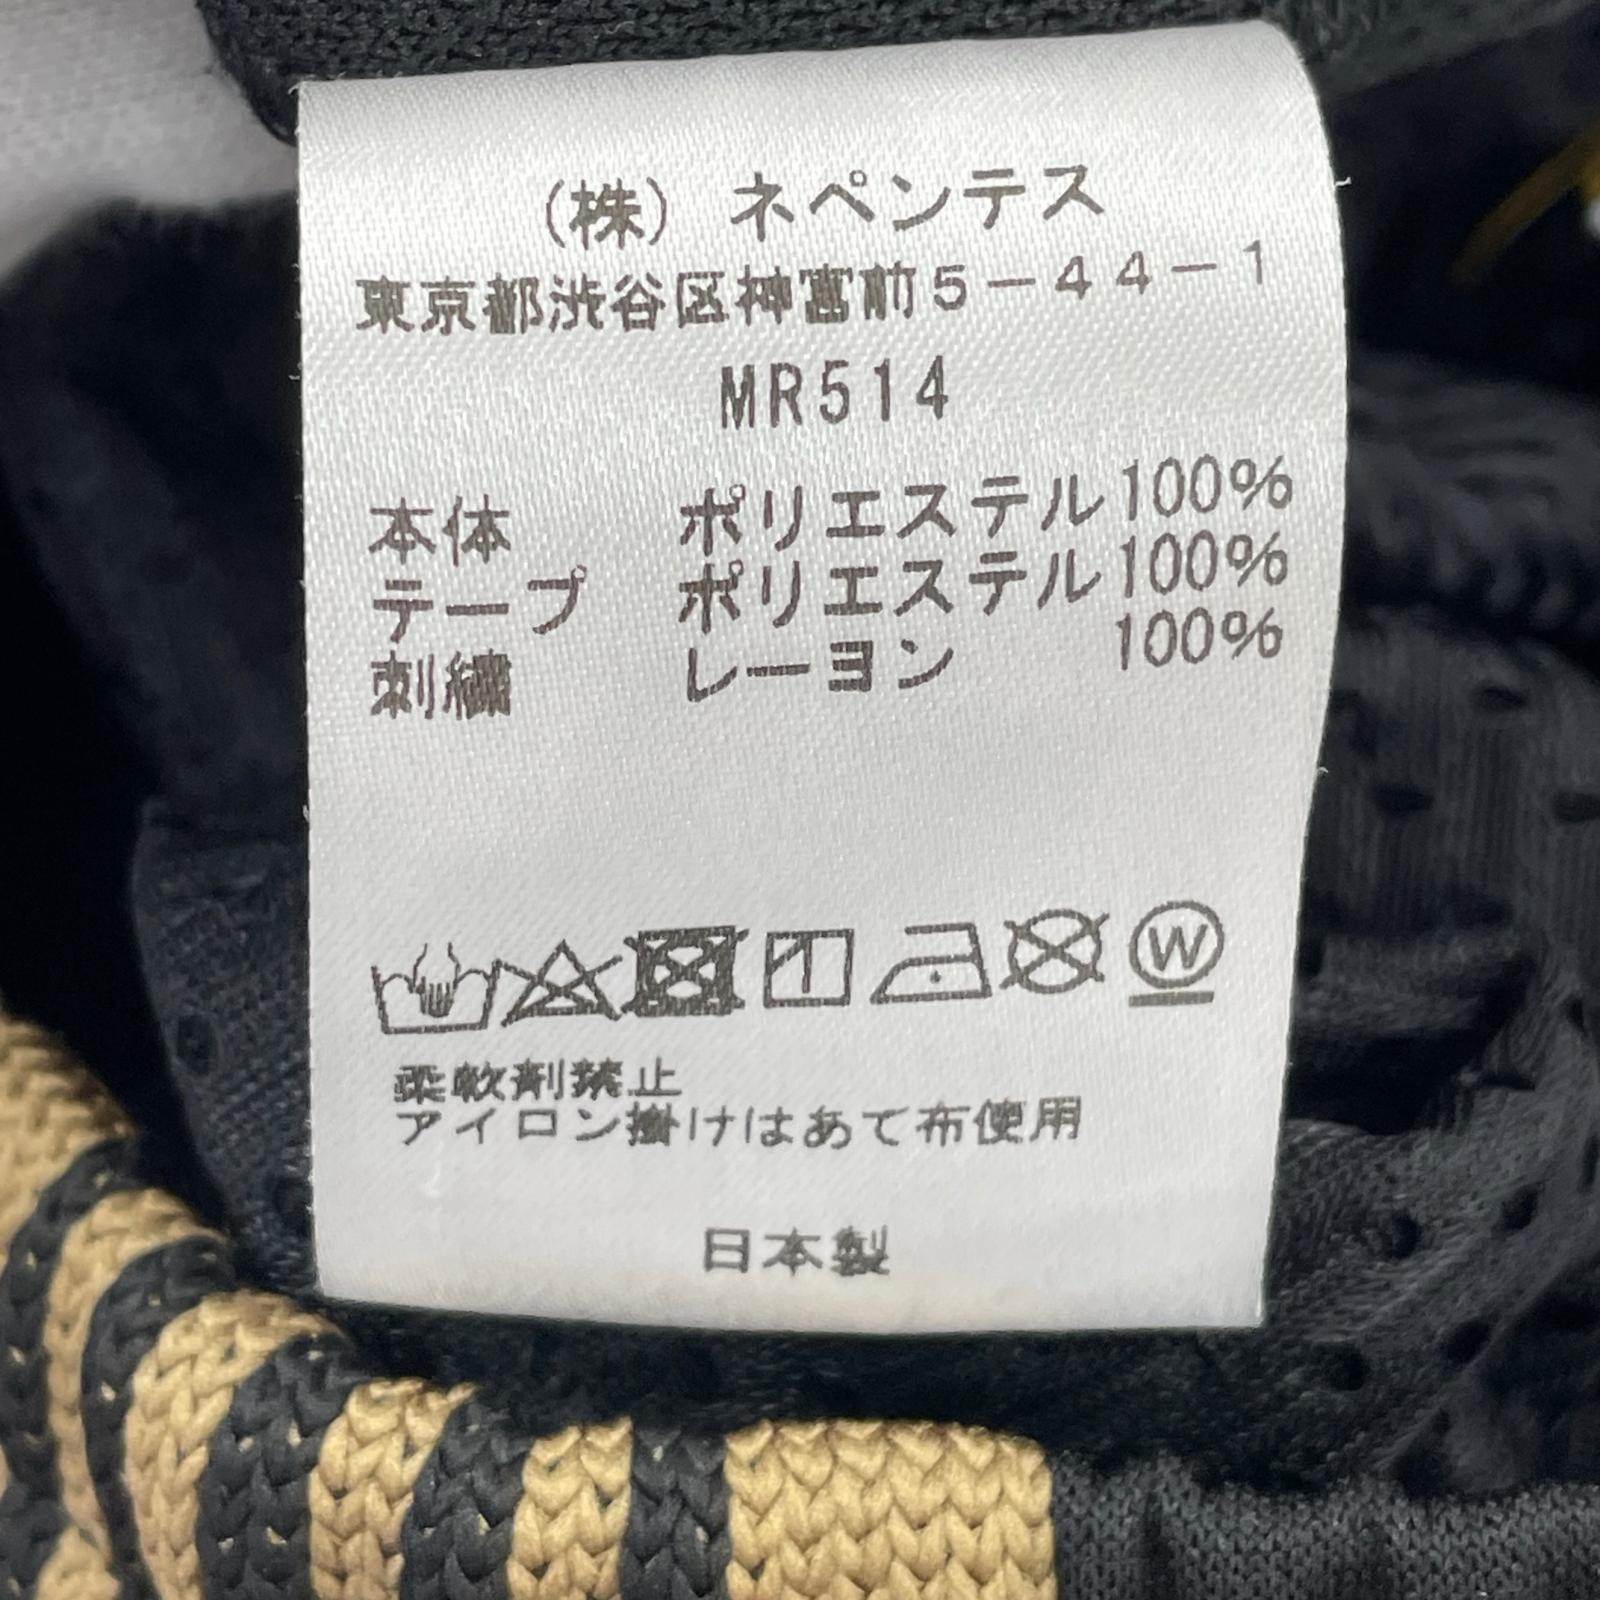 （株）ネペンテス
東京都渋谷区神宮前5－44－1
MR514
本体 ポリエステル100%
テープ ポリエステル100%
刺繍 レーヨン 100%
W
柔軟剤禁止
アイロン掛けはあて布使用
日本製